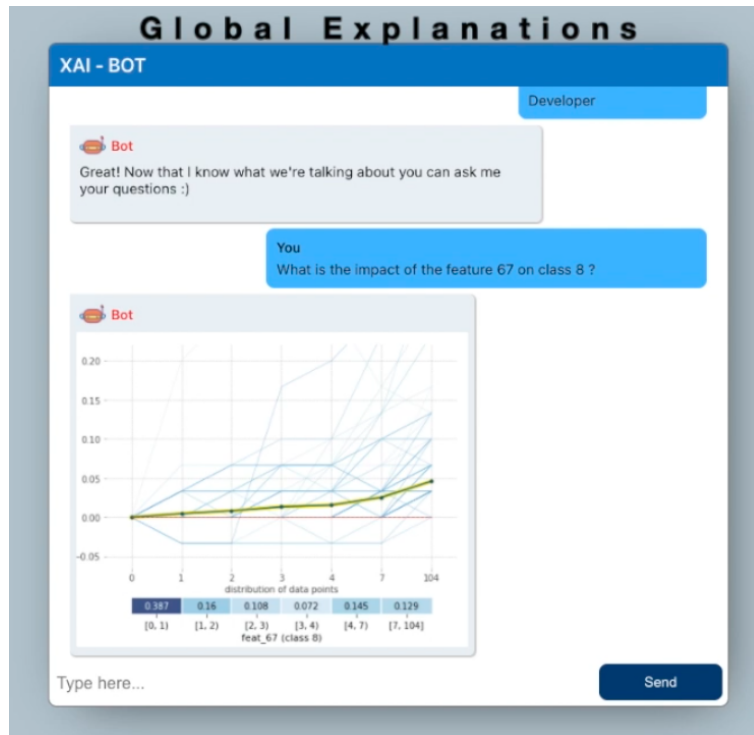 Global Explanations
XAI - BOT
Developer
Bot
Great! Now that I know what we're talking about you can ask me
your questions :)
You
What is the impact of the feature 67 on class 8 ?
Bot
0.20
0.15
0.10
0.05
0.00
-0.05
0 1 2 3 4 7 104
distribution of data points
0.387 0.16 0.108 0.072 0.145 0.129
[0, 1) [1, 2) [2, 3) [3, 4) [4, 7) [7, 104]
feat_67 (class 8)
Type here...
Send